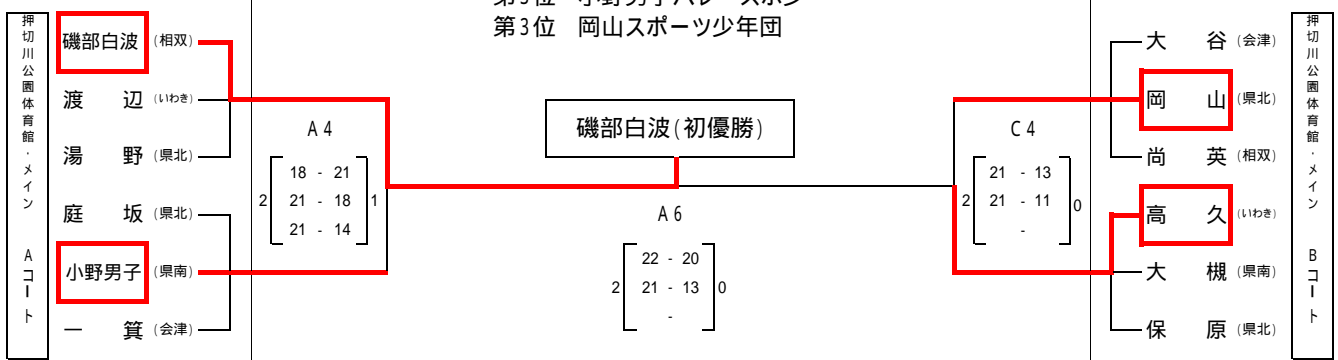 第3位 岡山スポーツ少年団
押切川公園体育館・メイン Aコート
磯部白波 (相双)
渡 辺 (いわき)
湯 野 (県北)
庭 坂 (県北)
小野男子 (県南)
一 箕 (会津)
A4
18 - 21
2 21 - 18 1
21 - 14
磯部白波(初優勝)
A6
22 - 20
2 21 - 13 0
-
C4
21 - 13
2 21 - 11 0
-
大 谷 (会津)
岡 山 (県北)
尚 英 (相双)
高 久 (いわき)
大 槻 (県南)
保 原 (県北)
押切川公園体育館・メイン Bコート